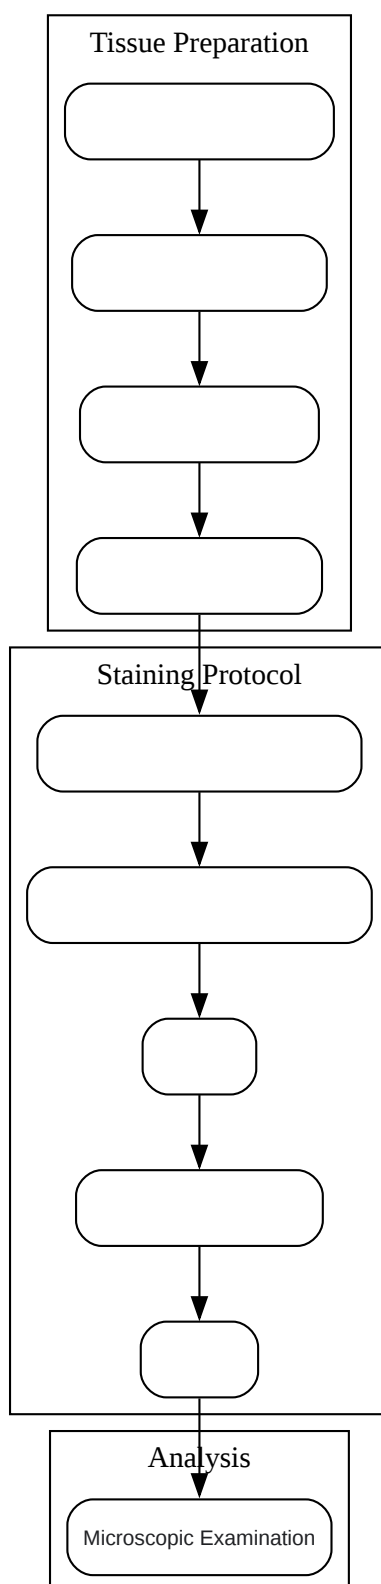 Tissue Preparation
Staining Protocol
Analysis
Microscopic Examination